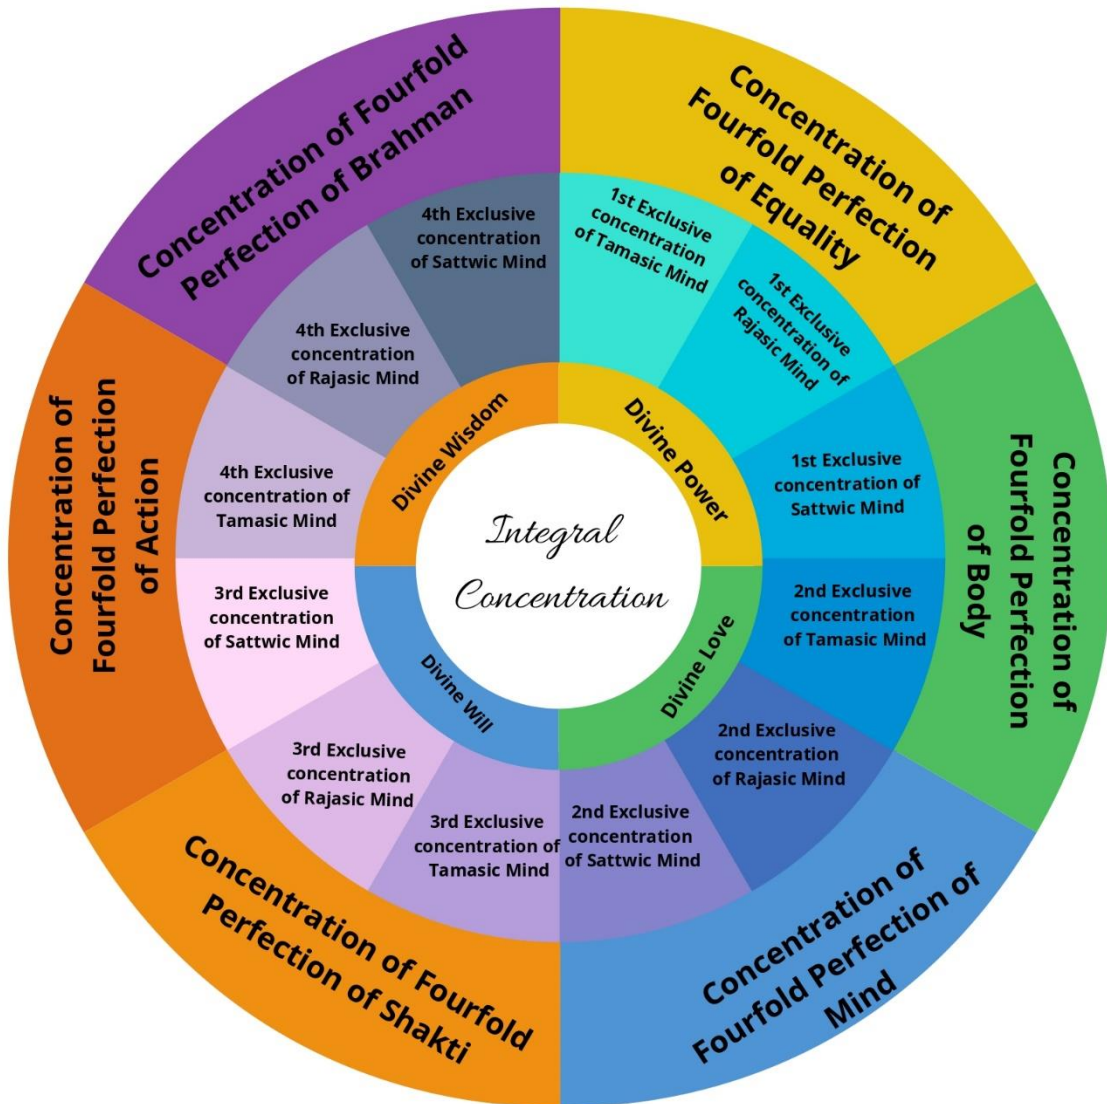 Concentration of Fourfold
Perfection of Brahman
Concentration of
Fourfold Perfection
of Equality
Concentration of
Fourfold Perfection
of Body
Concentration of
Fourfold Perfection of
Mind
Concentration of Fourfold
Perfection of Shakti
Concentration of
Fourfold Perfection
of Action
1st Exclusive
concentration
of Tamasic Mind
1st Exclusive
concentration of
Rajasic Mind
1st Exclusive
concentration of
Sattwic Mind
2nd Exclusive
concentration
of Tamasic Mind
2nd Exclusive
concentration
of Rajasic Mind
2nd Exclusive
concentration
of Sattwic Mind
3rd Exclusive
concentration of
Tamasic Mind
3rd Exclusive
concentration
of Rajasic Mind
3rd Exclusive
concentration
of Sattwic Mind
4th Exclusive
concentration of
Tamasic Mind
4th Exclusive
concentration
of Rajasic Mind
4th Exclusive
concentration
of Sattwic Mind
Divine Wisdom
Divine Power
Divine Love
Divine Will
Integral
Concentration